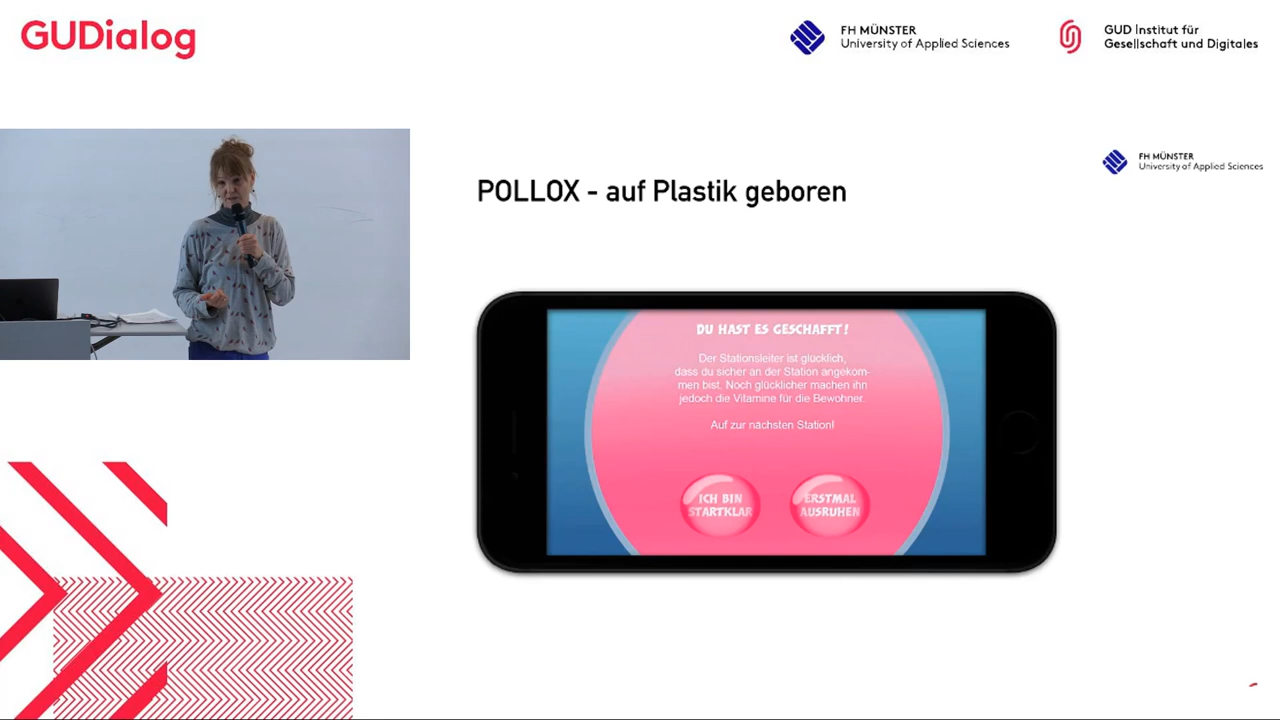 GUDialog
FH MÜNSTER
University of Applied Sciences
GUD Institut für
Gesellschaft und Digitales
FH MÜNSTER
University of Applied Sciences
POLLOX - auf Plastik geboren
DU HAST ES GESCHAFFT!
Der Stationsleiter ist glücklich,
dass du sicher an der Station angekom-
men bist. Noch glücklicher machen ihn
jedoch die Vitamine für die Bewohner.
Auf zur nächsten Station!
ICH BIN
STARTKLAR
ERSTMAL
AUSRUHEN